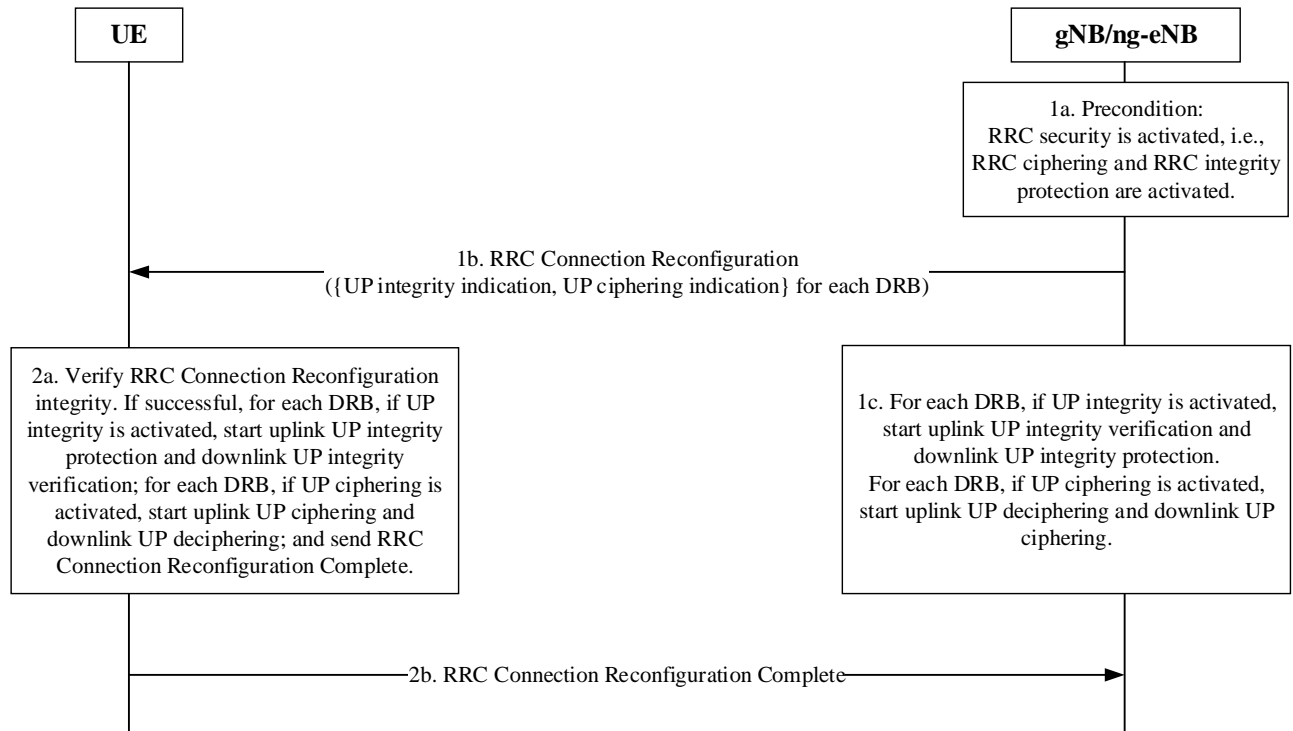 UE
gNB/ng-eNB
1a. Precondition:
RRC security is activated, i.e.,
RRC ciphering and RRC integrity
protection are activated.
1b. RRC Connection Reconfiguration
({UP integrity indication, UP ciphering indication} for each DRB)
2a. Verify RRC Connection Reconfiguration
integrity. If successful, for each DRB, if UP
integrity is activated, start uplink UP integrity
protection and downlink UP integrity
verification; for each DRB, if UP ciphering is
activated, start uplink UP ciphering and
downlink UP deciphering; and send RRC
Connection Reconfiguration Complete.
1c. For each DRB, if UP integrity is activated,
start uplink UP integrity verification and
downlink UP integrity protection.
For each DRB, if UP ciphering is activated,
start uplink UP deciphering and downlink UP
ciphering.
2b. RRC Connection Reconfiguration Complete